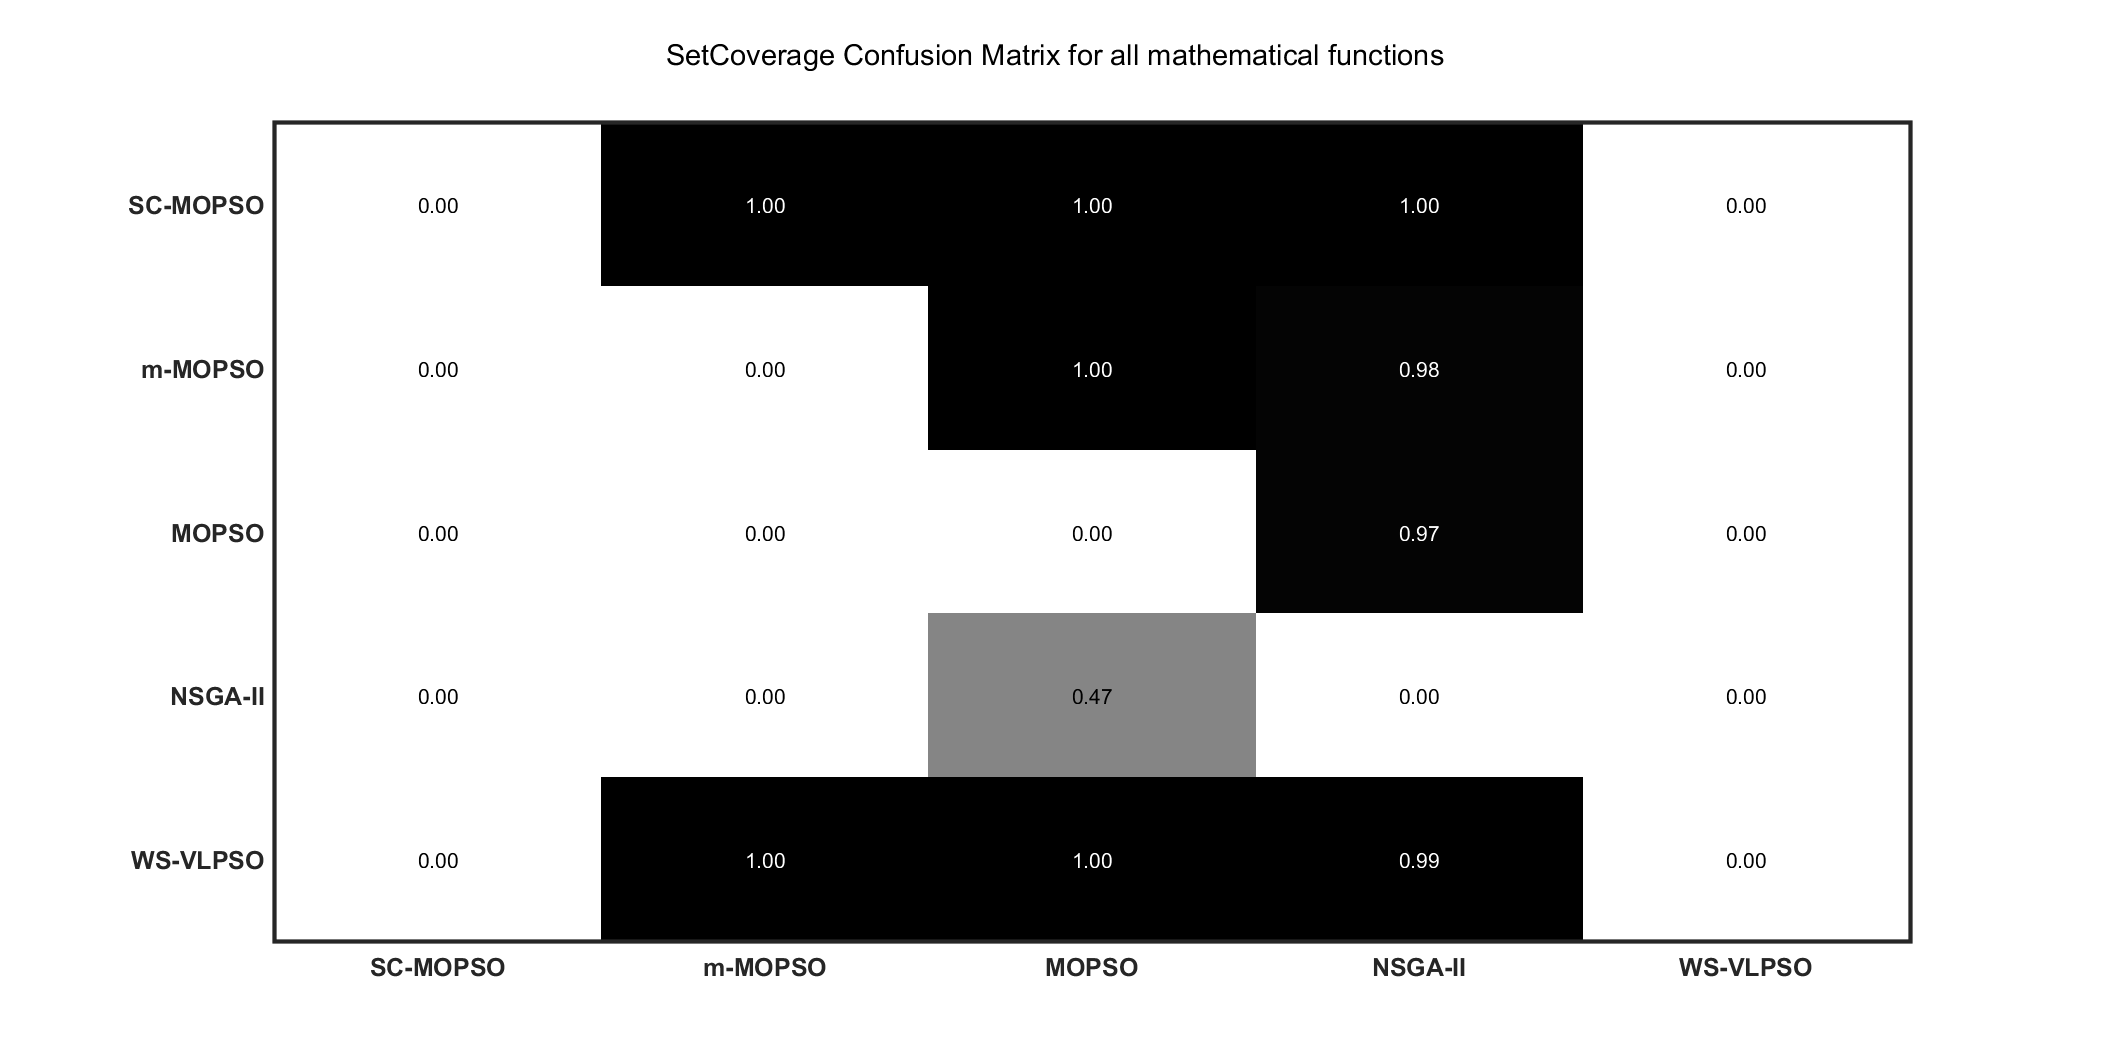 SetCoverage Confusion Matrix for all mathematical functions
SC-MOPSO 0.00 1.00 1.00 1.00 0.00
m-MOPSO 0.00 0.00 1.00 0.98 0.00
MOPSO 0.00 0.00 0.00 0.97 0.00
NSGA-II 0.00 0.00 0.47 0.00 0.00
WS-VLPSO 0.00 1.00 1.00 0.99 0.00
SC-MOPSO m-MOPSO MOPSO NSGA-II WS-VLPSO